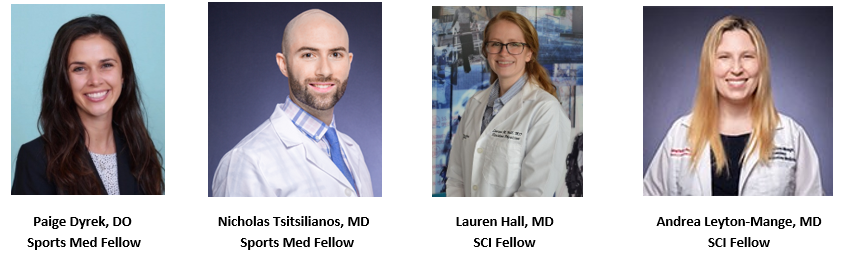 Paige Dyrek, DO
Sports Med Fellow
Nicholas Tsitsilianos, MD
Sports Med Fellow
Lauren Hall, MD
SCI Fellow
Andrea Leyton-Mange, MD
SCI Fellow